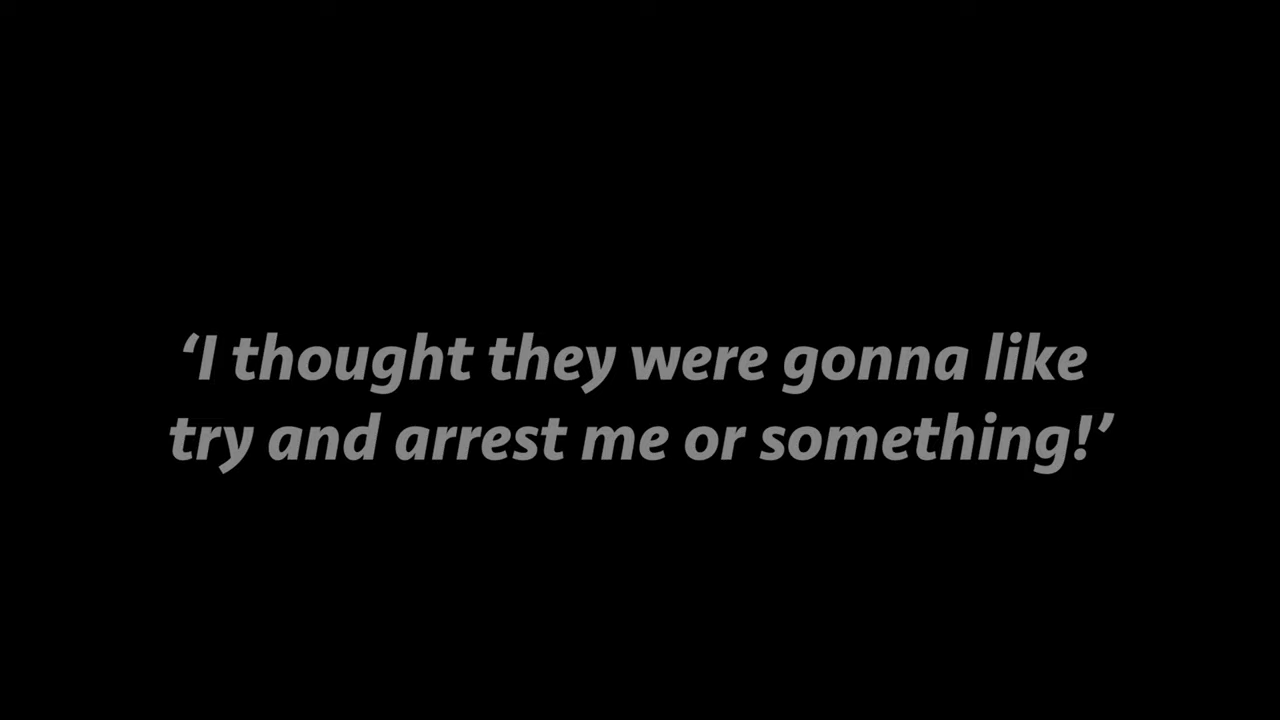 ‘I thought they were gonna like
try and arrest me or something!’